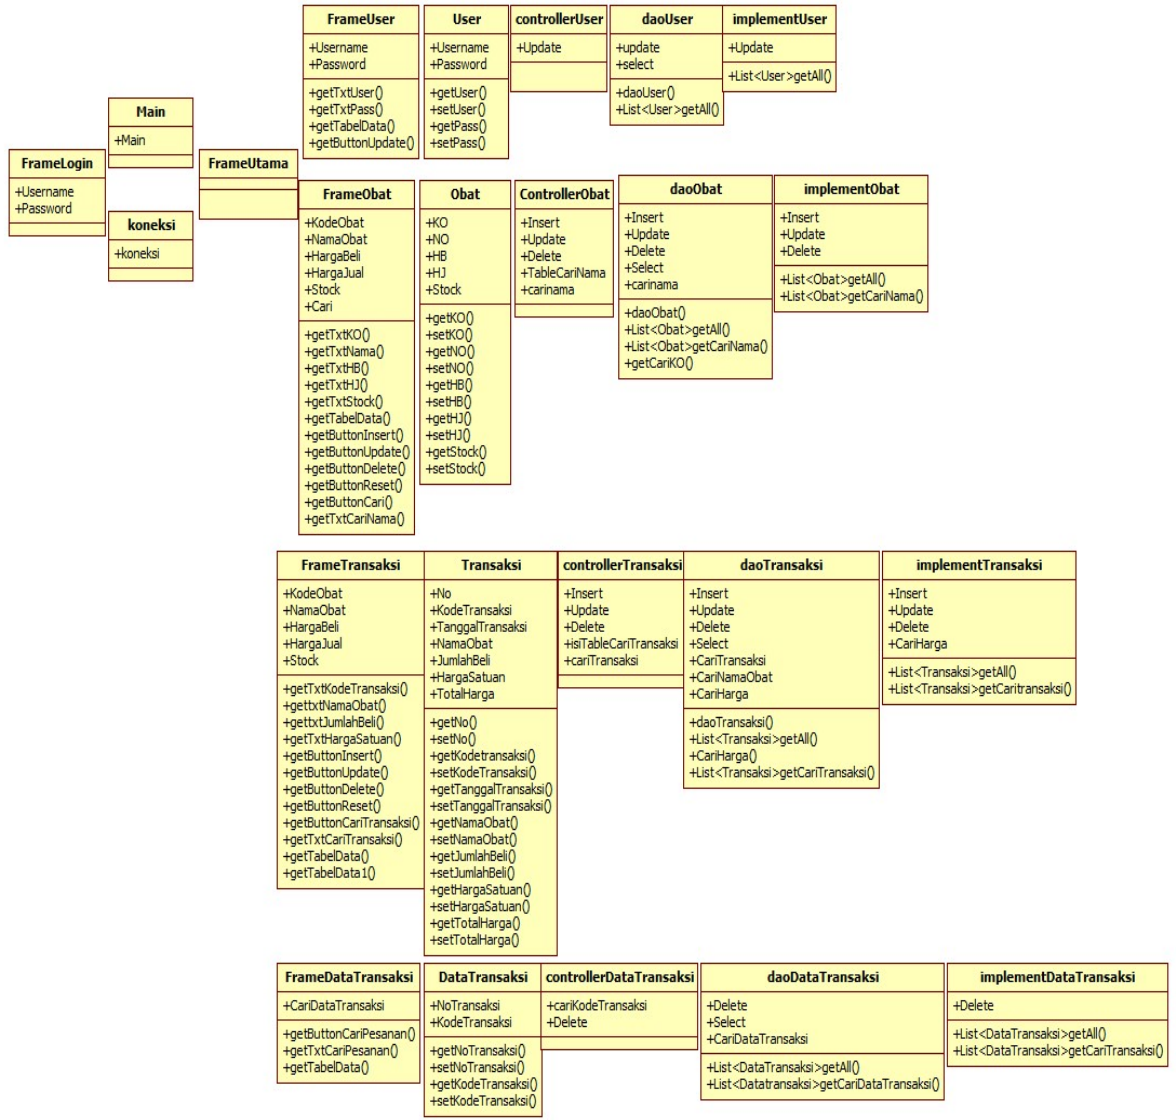 FrameUser
+Username
+Password
+getTxtUser()
+getTxtPass()
+getTabelData()
+getButtonUpdate()
User
+Username
+Password
+getUser()
+setUser()
+getPass()
+setPass()
controllerUser
+Update
daoUser
+update
+select
+daoUser()
+List<User>getAll()
implementUser
+Update
+List<User>getAll()
Main
+Main
FrameLogin
+Username
+Password
FrameUtama
koneksi
+koneksi
FrameObat
+KodeObat
+NamaObat
+HargaBeli
+HargaJual
+Stock
+Cari
+getTxtKO()
+getTxtNama()
+getTxtHB()
+getTxtHJ()
+getTxtStock()
+getTabelData()
+getButtonInsert()
+getButtonUpdate()
+getButtonDelete()
+getButtonReset()
+getButtonCari()
+getTxtCariNama()
Obat
+KO
+NO
+HB
+HJ
+Stock
+getKO()
+setKO()
+getNO()
+setNO()
+getHB()
+setHB()
+getHJ()
+setHJ()
+getStock()
+setStock()
ControllerObat
+Insert
+Update
+Delete
+TableCariNama
+carinama
daoObat
+Insert
+Update
+Delete
+Select
+carinama
+daoObat()
+List<Obat>getAll()
+List<Obat>getCariNama()
+getCariKO()
implementObat
+Insert
+Update
+Delete
+List<Obat>getAll()
+List<Obat>getCariNama()
FrameTransaksi
+KodeObat
+NamaObat
+HargaBeli
+HargaJual
+Stock
+getTxtKodeTransaksi()
+gettxtNamaObat()
+gettxtJumlahBeli()
+getTxtHargaSatuan()
+getButtonInsert()
+getButtonUpdate()
+getButtonDelete()
+getButtonReset()
+getButtonCariTransaksi()
+getTxtCariTransaksi()
+getTabelData()
+getTabelData1()
Transaksi
+No
+KodeTransaksi
+TanggalTransaksi
+NamaObat
+JumlahBeli
+HargaSatuan
+TotalHarga
+getNo()
+setNo()
+getKodetransaksi()
+setKodeTransaksi()
+getTanggalTransaksi()
+setTanggalTransaksi()
+getNamaObat()
+setNamaObat()
+getJumlahBeli()
+setJumlahBeli()
+getHargaSatuan()
+setHargaSatuan()
+getTotalHarga()
+setTotalHarga()
controllerTransaksi
+Insert
+Update
+Delete
+isiTableCariTransaksi
+cariTransaksi
daoTransaksi
+Insert
+Update
+Delete
+Select
+CariTransaksi
+CariNamaObat
+CariHarga
+daoTransaksi()
+List<Transaksi>getAll()
+CariHarga()
+List<Transaksi>getCariTransaksi()
implementTransaksi
+Insert
+Update
+Delete
+CariHarga
+List<Transaksi>getAll()
+List<Transaksi>getCaritransaksi()
FrameDataTransaksi
+CariDataTransaksi
+getButtonCariPesanan()
+getTxtCariPesanan()
+getTabelData()
DataTransaksi
+NoTransaksi
+KodeTransaksi
+getNoTransaksi()
+setNoTransaksi()
+getKodeTransaksi()
+setKodeTransaksi()
controllerDataTransaksi
+cariKodeTransaksi
+Delete
daoDataTransaksi
+Delete
+Select
+CariDataTransaksi
+List<DataTransaksi>getAll()
+List<Datatransaksi>getCariDataTransaksi()
implementDataTransaksi
+Delete
+List<DataTransaksi>getAll()
+List<DataTransaksi>getCariTransaksi()